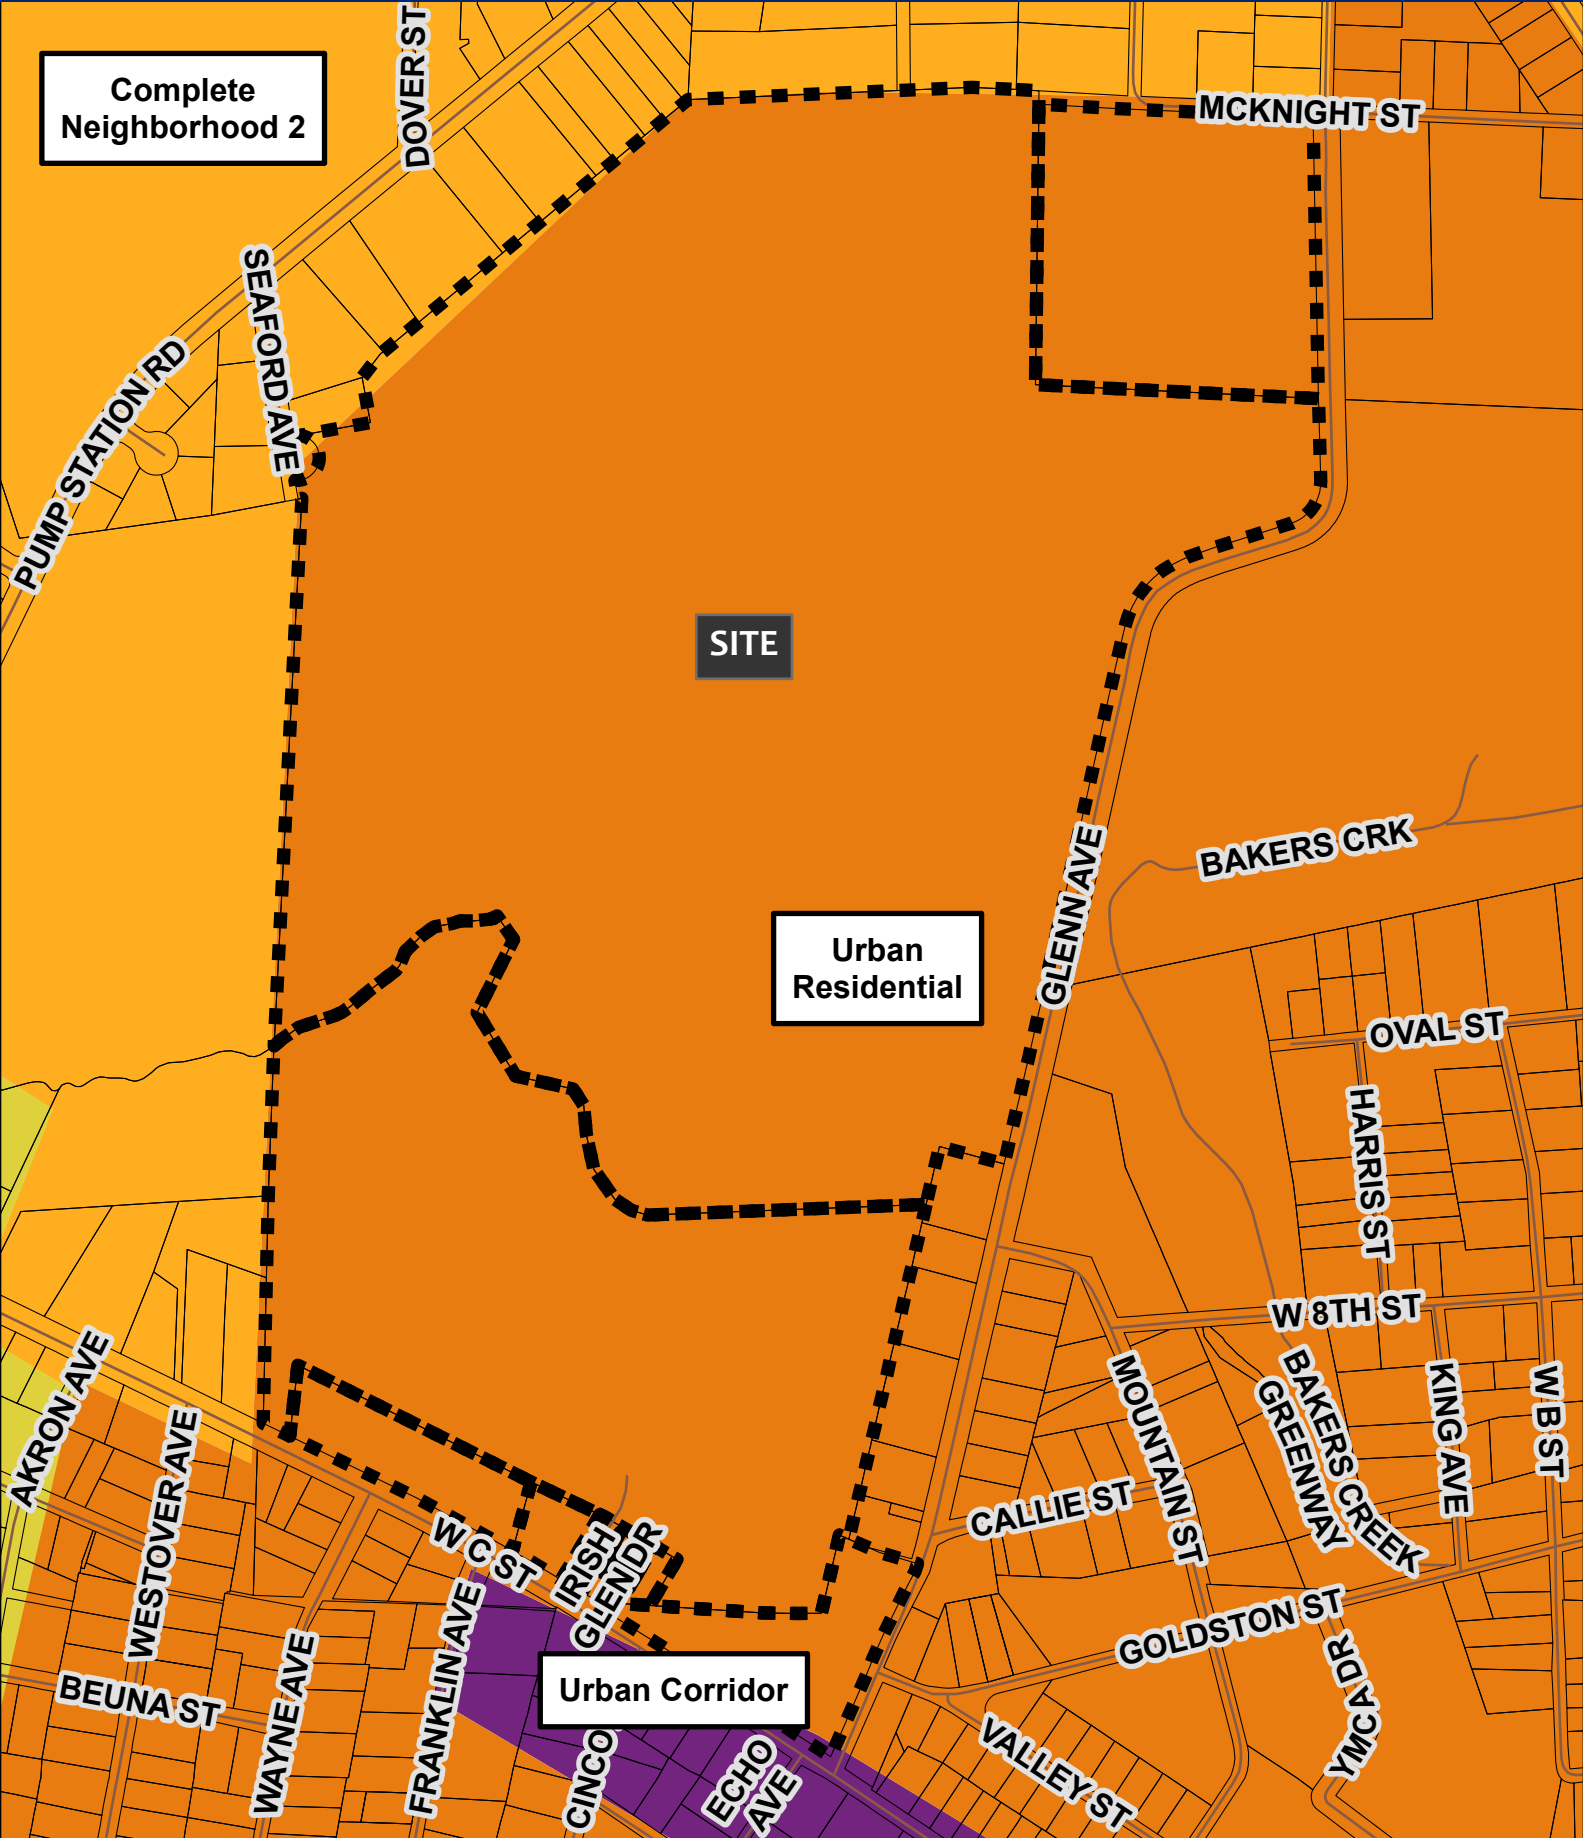 Complete
Neighborhood 2
DOVER ST
MCKNIGHT ST
SEAFORD AVE
PUMP STATION RD
SITE
BAKERS CRK
GLENN AVE
Urban
Residential
OVAL ST
HARRIS ST
W 8TH ST
AKRON AVE
WESTOVER AVE
W C ST
IRISH
GLEN DR
CALLIE ST
MOUNTAIN ST
BAKERS CREEK
GREENWAY
KING AVE
W B ST
GOLDSTON ST
YMCA DR
BEUNA ST
WAYNE AVE
FRANKLIN AVE
Urban Corridor
CINCO
ECHO
AVE
VALLEY ST